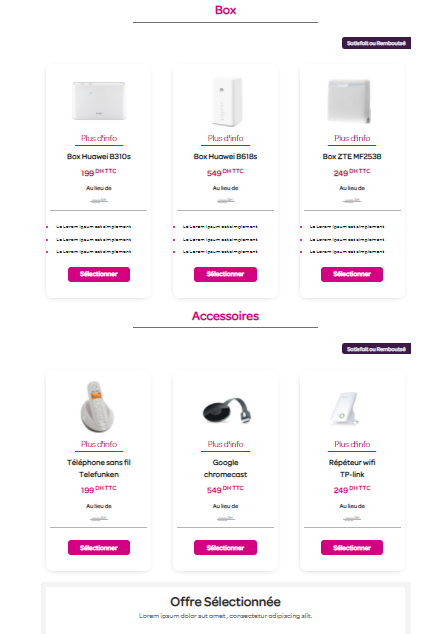 Box
Satisfait ou Remboursé
Plus d'info
Plus d'info
Plus d'info
Box Huawei B310s
Box Huawei B618s
Box ZTE MF253B
199 DH TTC
549 DH TTC
249 DH TTC
Au lieu de
Au lieu de
Au lieu de
Le Lorem Ipsum est simplement
Le Lorem Ipsum est simplement
Le Lorem Ipsum est simplement
Le Lorem Ipsum est simplement
Le Lorem Ipsum est simplement
Le Lorem Ipsum est simplement
Le Lorem Ipsum est simplement
Le Lorem Ipsum est simplement
Le Lorem Ipsum est simplement
Sélectionner
Sélectionner
Sélectionner
Accessoires
Satisfait ou Remboursé
Plus d'info
Plus d'info
Plus d'info
Téléphone sans fil
Telefunken
Google
chromecast
Répéteur wifi
TP-link
199 DH TTC
549 DH TTC
249 DH TTC
Au lieu de
Au lieu de
Au lieu de
Sélectionner
Sélectionner
Sélectionner
Offre Sélectionnée
Lorem ipsum dolor aut amet, consectetur adipiscing elit.